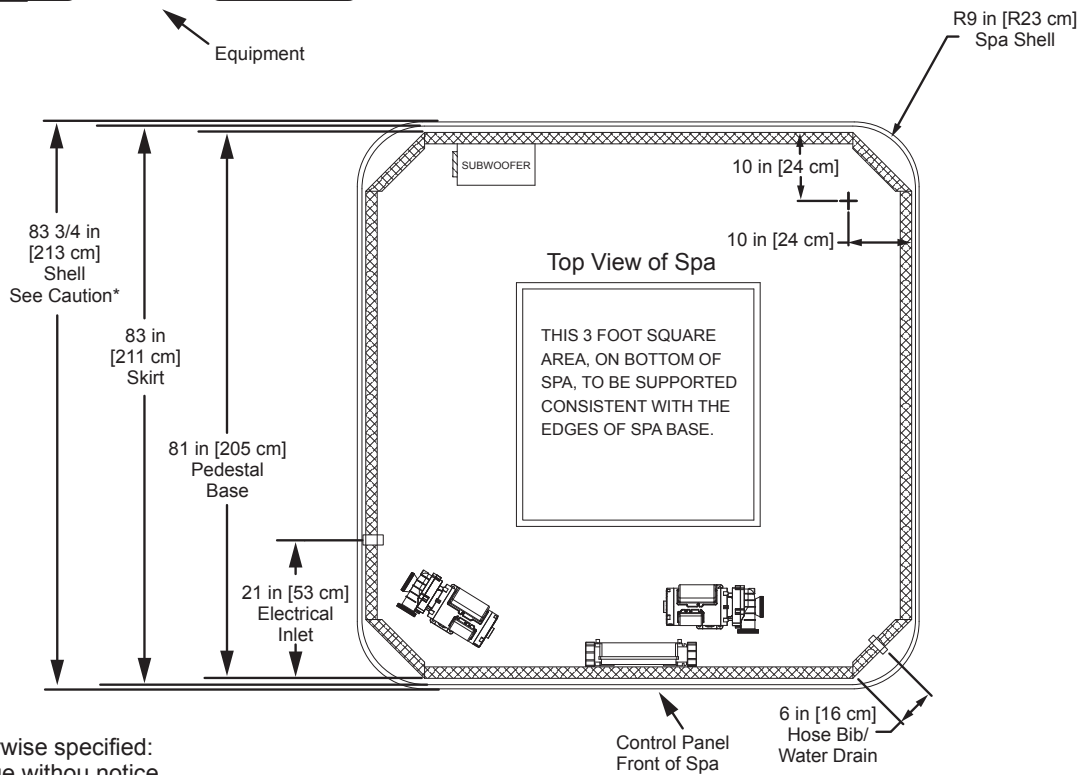 Equipment
R9 in [R23 cm]
Spa Shell
SUBWOOFER
10 in [24 cm]
10 in [24 cm]
83 3/4 in
[213 cm]
Shell
See Caution*
83 in
[211 cm]
Skirt
81 in [205 cm]
Pedestal
Base
21 in [53 cm]
Electrical
Inlet
Top View of Spa
THIS 3 FOOT SQUARE
AREA, ON BOTTOM OF
SPA, TO BE SUPPORTED
CONSISTENT WITH THE
EDGES OF SPA BASE.
6 in [16 cm]
Hose Bib/
Water Drain
Control Panel
Front of Spa
wise specified:
withou notice